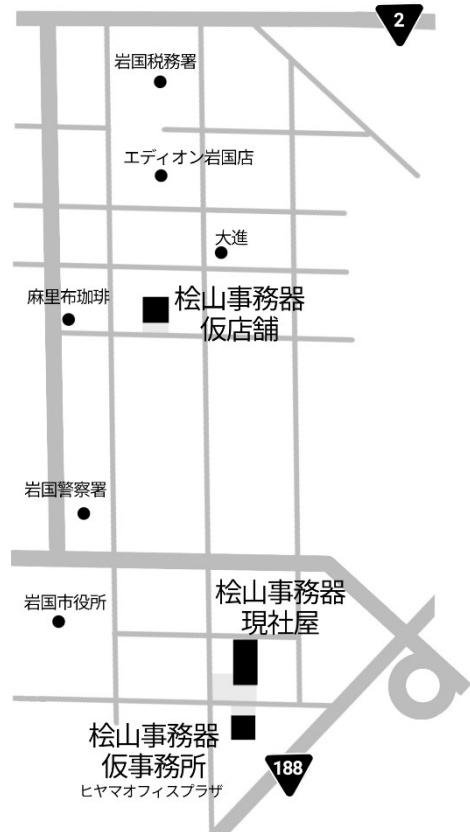 2
岩国税務署
エディオン岩国店
大進
麻里布珈琲
桧山事務器
仮店舗
岩国警察署
岩国市役所
桧山事務器
現社屋
桧山事務器
仮事務所
ヒヤマオフィスプラザ
188